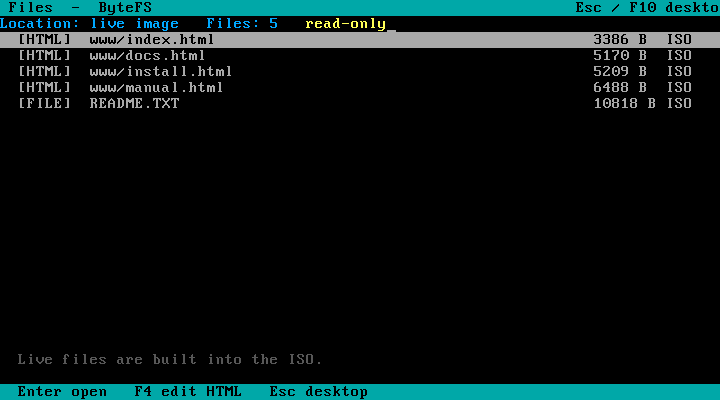 Files  -  ByteFS                                               Esc / F10 deskto
Location: live image   Files: 5   read-only_
[HTML]  www/index.html                                          3386 B  ISO
[HTML]  www/docs.html                                           5170 B  ISO
[HTML]  www/install.html                                        5209 B  ISO
[HTML]  www/manual.html                                         6488 B  ISO
[FILE]  README.TXT                                              10818 B ISO
Live files are built into the ISO.
Enter open   F4 edit HTML   Esc desktop